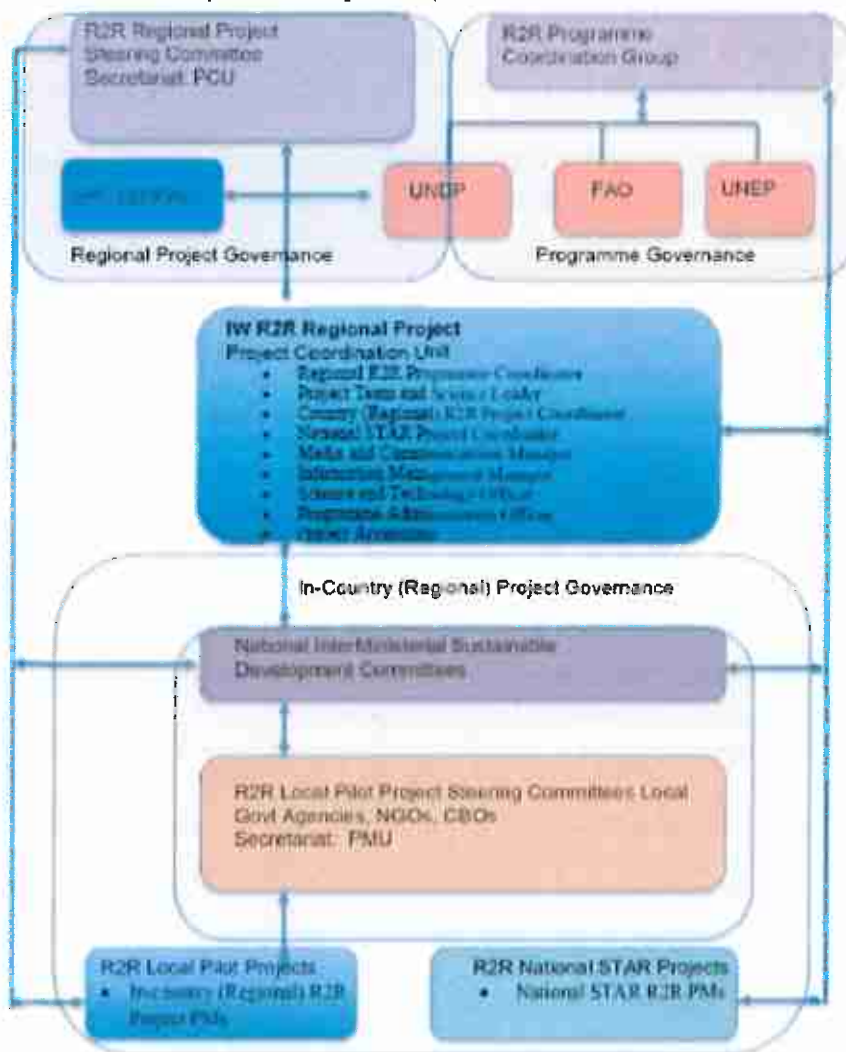 R2R Regional Project
Steering Committee
Secretariat: PCU
R2R Programme
Coordination Group
UNDP
FAO
UNEP
Regional Project Governance
Programme Governance
IW R2R Regional Project
Project Coordination Unit
• Regional R2R Programme Coordinator
• Project Team and Science Leader
• Country (Regional) R2R Project Coordinator
• National STAR Project Coordinator
• Media and Communications Manager
• Information Management Manager
• Science and Technology Officer
• Programme Administration Officer
• Project Accountant
In-Country (Regional) Project Governance
National InterMinisterial Sustainable
Development Committees
R2R Local Pilot Project Steering Committees Local
Govt Agencies, NGOs, CBOs
Secretariat: PMU
R2R Local Pilot Projects
• In-country (Regional) R2R
Project PMs
R2R National STAR Projects
• National STAR R2R PMs